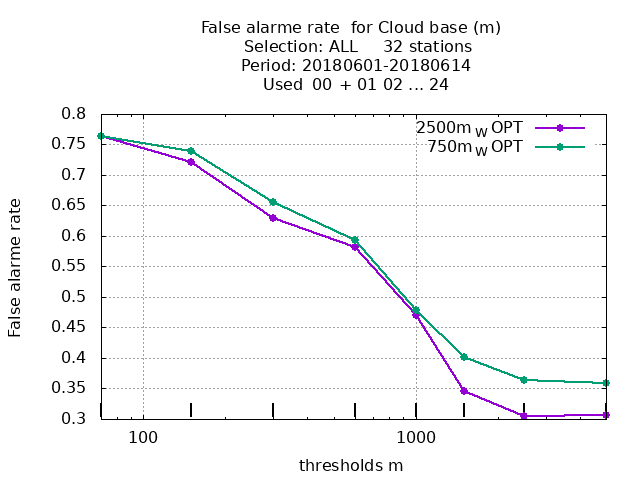 False alarme rate  for Cloud base (m)
Selection: ALL     32 stations
Period: 20180601-20180614
Used  00 + 01 02 ... 24
2500m_W OPT
750m_W OPT
0.8
0.75
0.7
0.65
0.6
0.55
0.5
0.45
0.4
0.35
0.3
False alarme rate
100
1000
thresholds m